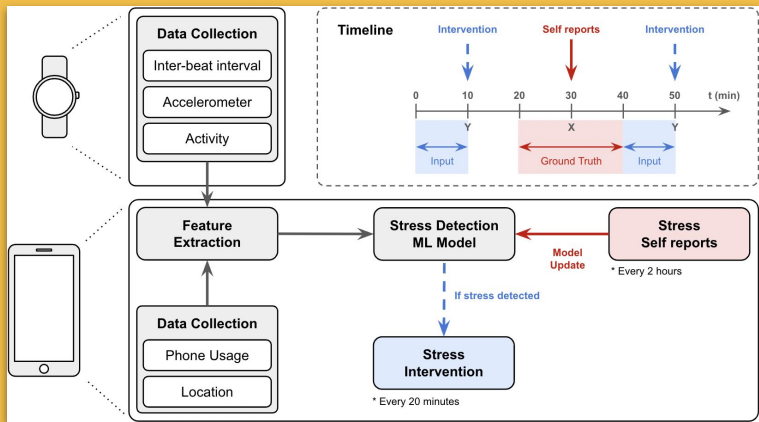 Data Collection
Inter-beat interval
Accelerometer
Activity
Timeline
Intervention
Self reports
Intervention
0
10
20
30
40
50
t (min)
Y
X
Y
Input
Ground Truth
Input
Feature
Extraction
Stress Detection
ML Model
Stress
Self reports
Model
Update
* Every 2 hours
If stress detected
Data Collection
Phone Usage
Location
Stress
Intervention
* Every 20 minutes